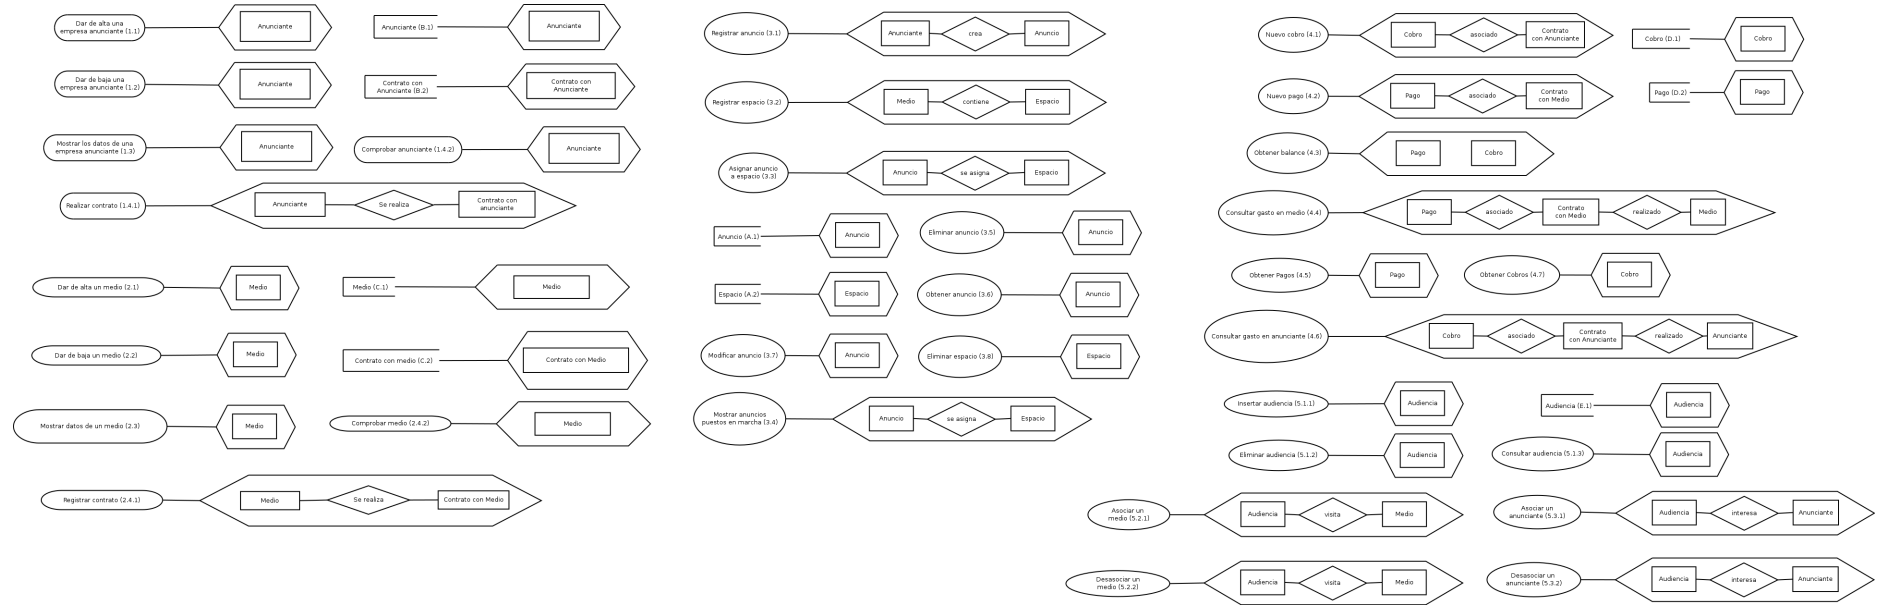 Dar de alta una
empresa anunciante (1.1)
Anunciante
Anunciante (B.1)
Anunciante
Dar de baja una
empresa anunciante (1.2)
Anunciante
Contrato con
Anunciante (B.2)
Contrato con
Anunciante
Mostrar los datos de una
empresa anunciante (1.3)
Anunciante
Comprobar anunciante (1.4.2)
Anunciante
Realizar contrato (1.4.1)
Anunciante
Se realiza
Contrato con
anunciante
Dar de alta un medio (2.1)
Medio
Medio (C.1)
Medio
Dar de baja un medio (2.2)
Medio
Contrato con medio (C.2)
Contrato con Medio
Mostrar datos de un medio (2.3)
Medio
Comprobar medio (2.4.2)
Medio
Registrar contrato (2.4.1)
Medio
Se realiza
Contrato con Medio
Registrar anuncio (3.1)
Anunciante
crea
Anuncio
Registrar espacio (3.2)
Medio
contiene
Espacio
Asignar anuncio
a espacio (3.3)
Anuncio
se asigna
Espacio
Anuncio (A.1)
Anuncio
Eliminar anuncio (3.5)
Anuncio
Espacio (A.2)
Espacio
Obtener anuncio (3.6)
Anuncio
Modificar anuncio (3.7)
Anuncio
Eliminar espacio (3.8)
Espacio
Mostrar anuncios
puestos en marcha (3.4)
Anuncio
se asigna
Espacio
Nuevo cobro (4.1)
Cobro
asociado
Contrato
con Anunciante
Cobro (D.1)
Cobro
Nuevo pago (4.2)
Pago
asociado
Contrato
con Medio
Pago (D.2)
Pago
Obtener balance (4.3)
Pago
Cobro
Consultar gasto en medio (4.4)
Pago
asociado
Contrato
con Medio
realizado
Medio
Obtener Pagos (4.5)
Pago
Obtener Cobros (4.7)
Cobro
Consultar gasto en anunciante (4.6)
Cobro
asociado
Contrato
con Anunciante
realizado
Anunciante
Insertar audiencia (5.1.1)
Audiencia
Audiencia (E.1)
Audiencia
Eliminar audiencia (5.1.2)
Audiencia
Consultar audiencia (5.1.3)
Audiencia
Asociar un
medio (5.2.1)
Audiencia
visita
Medio
Asociar un
anunciante (5.3.1)
Audiencia
interesa
Anunciante
Desasociar un
medio (5.2.2)
Audiencia
visita
Medio
Desasociar un
anunciante (5.3.2)
Audiencia
interesa
Anunciante